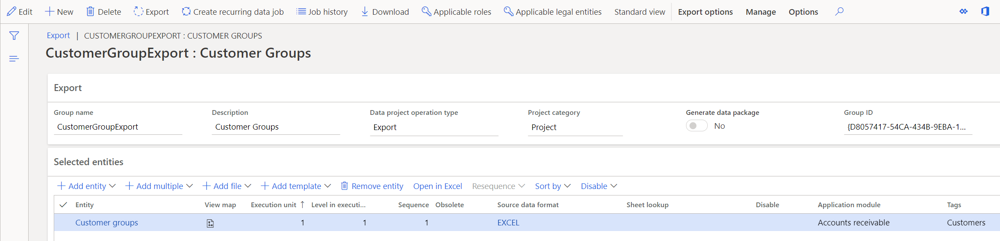 Edit New Delete Export Create recurring data job Job history Download Applicable roles Applicable legal entities Standard view Export options Manage Options
Export | CUSTOMERGROUPEXPORT : CUSTOMER GROUPS
CustomerGroupExport : Customer Groups
Export
Group name Description Data project operation type Project category Generate data package Group ID
CustomerGroupExport Customer Groups Export Project No {D8057417-54CA-434B-9EBA-1...
Selected entities
Add entity Add multiple Add file Add template Remove entity Open in Excel Resequence Sort by Disable
Entity View map Execution unit Level in executi... Sequence Obsolete Source data format Sheet lookup Disable Application module Tags
Customer groups 1 1 1 EXCEL Accounts receivable Customers